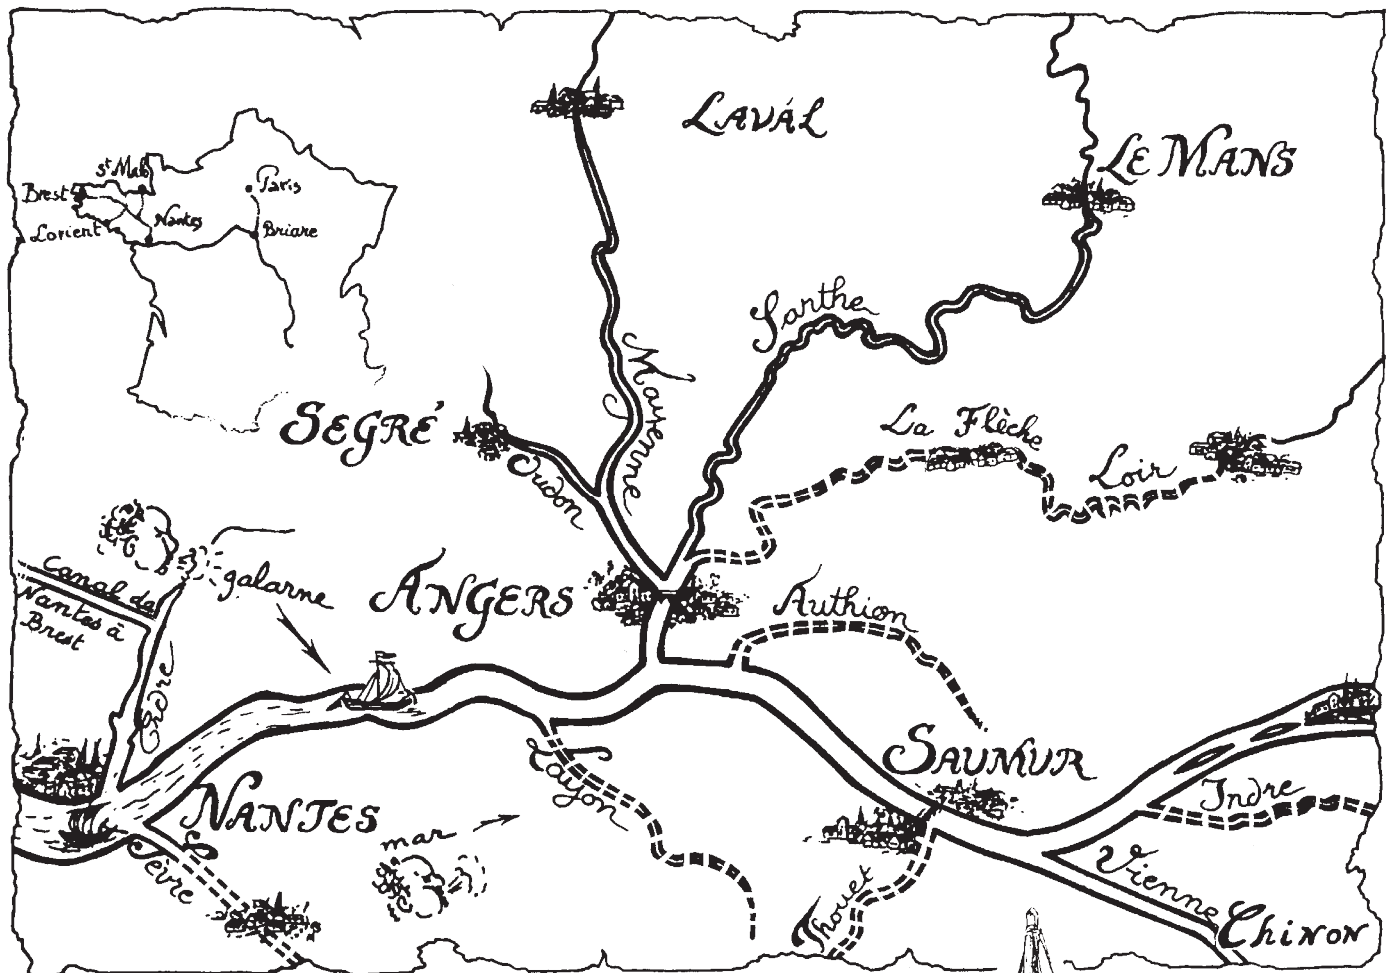 LAVAL
LE MANS
St Malo
Paris
Brest
Nantes
Lorient
Briare
Sarthe
Mayenne
SEGRÉ
Oudon
La Flèche
Loir
galarne
Canal de
Nantes à
Brest
ANGERS
Authion
Erdre
SAUMUR
Layon
Indre
NANTES
mar
Sèvre
Vienne
Thouet
CHINON